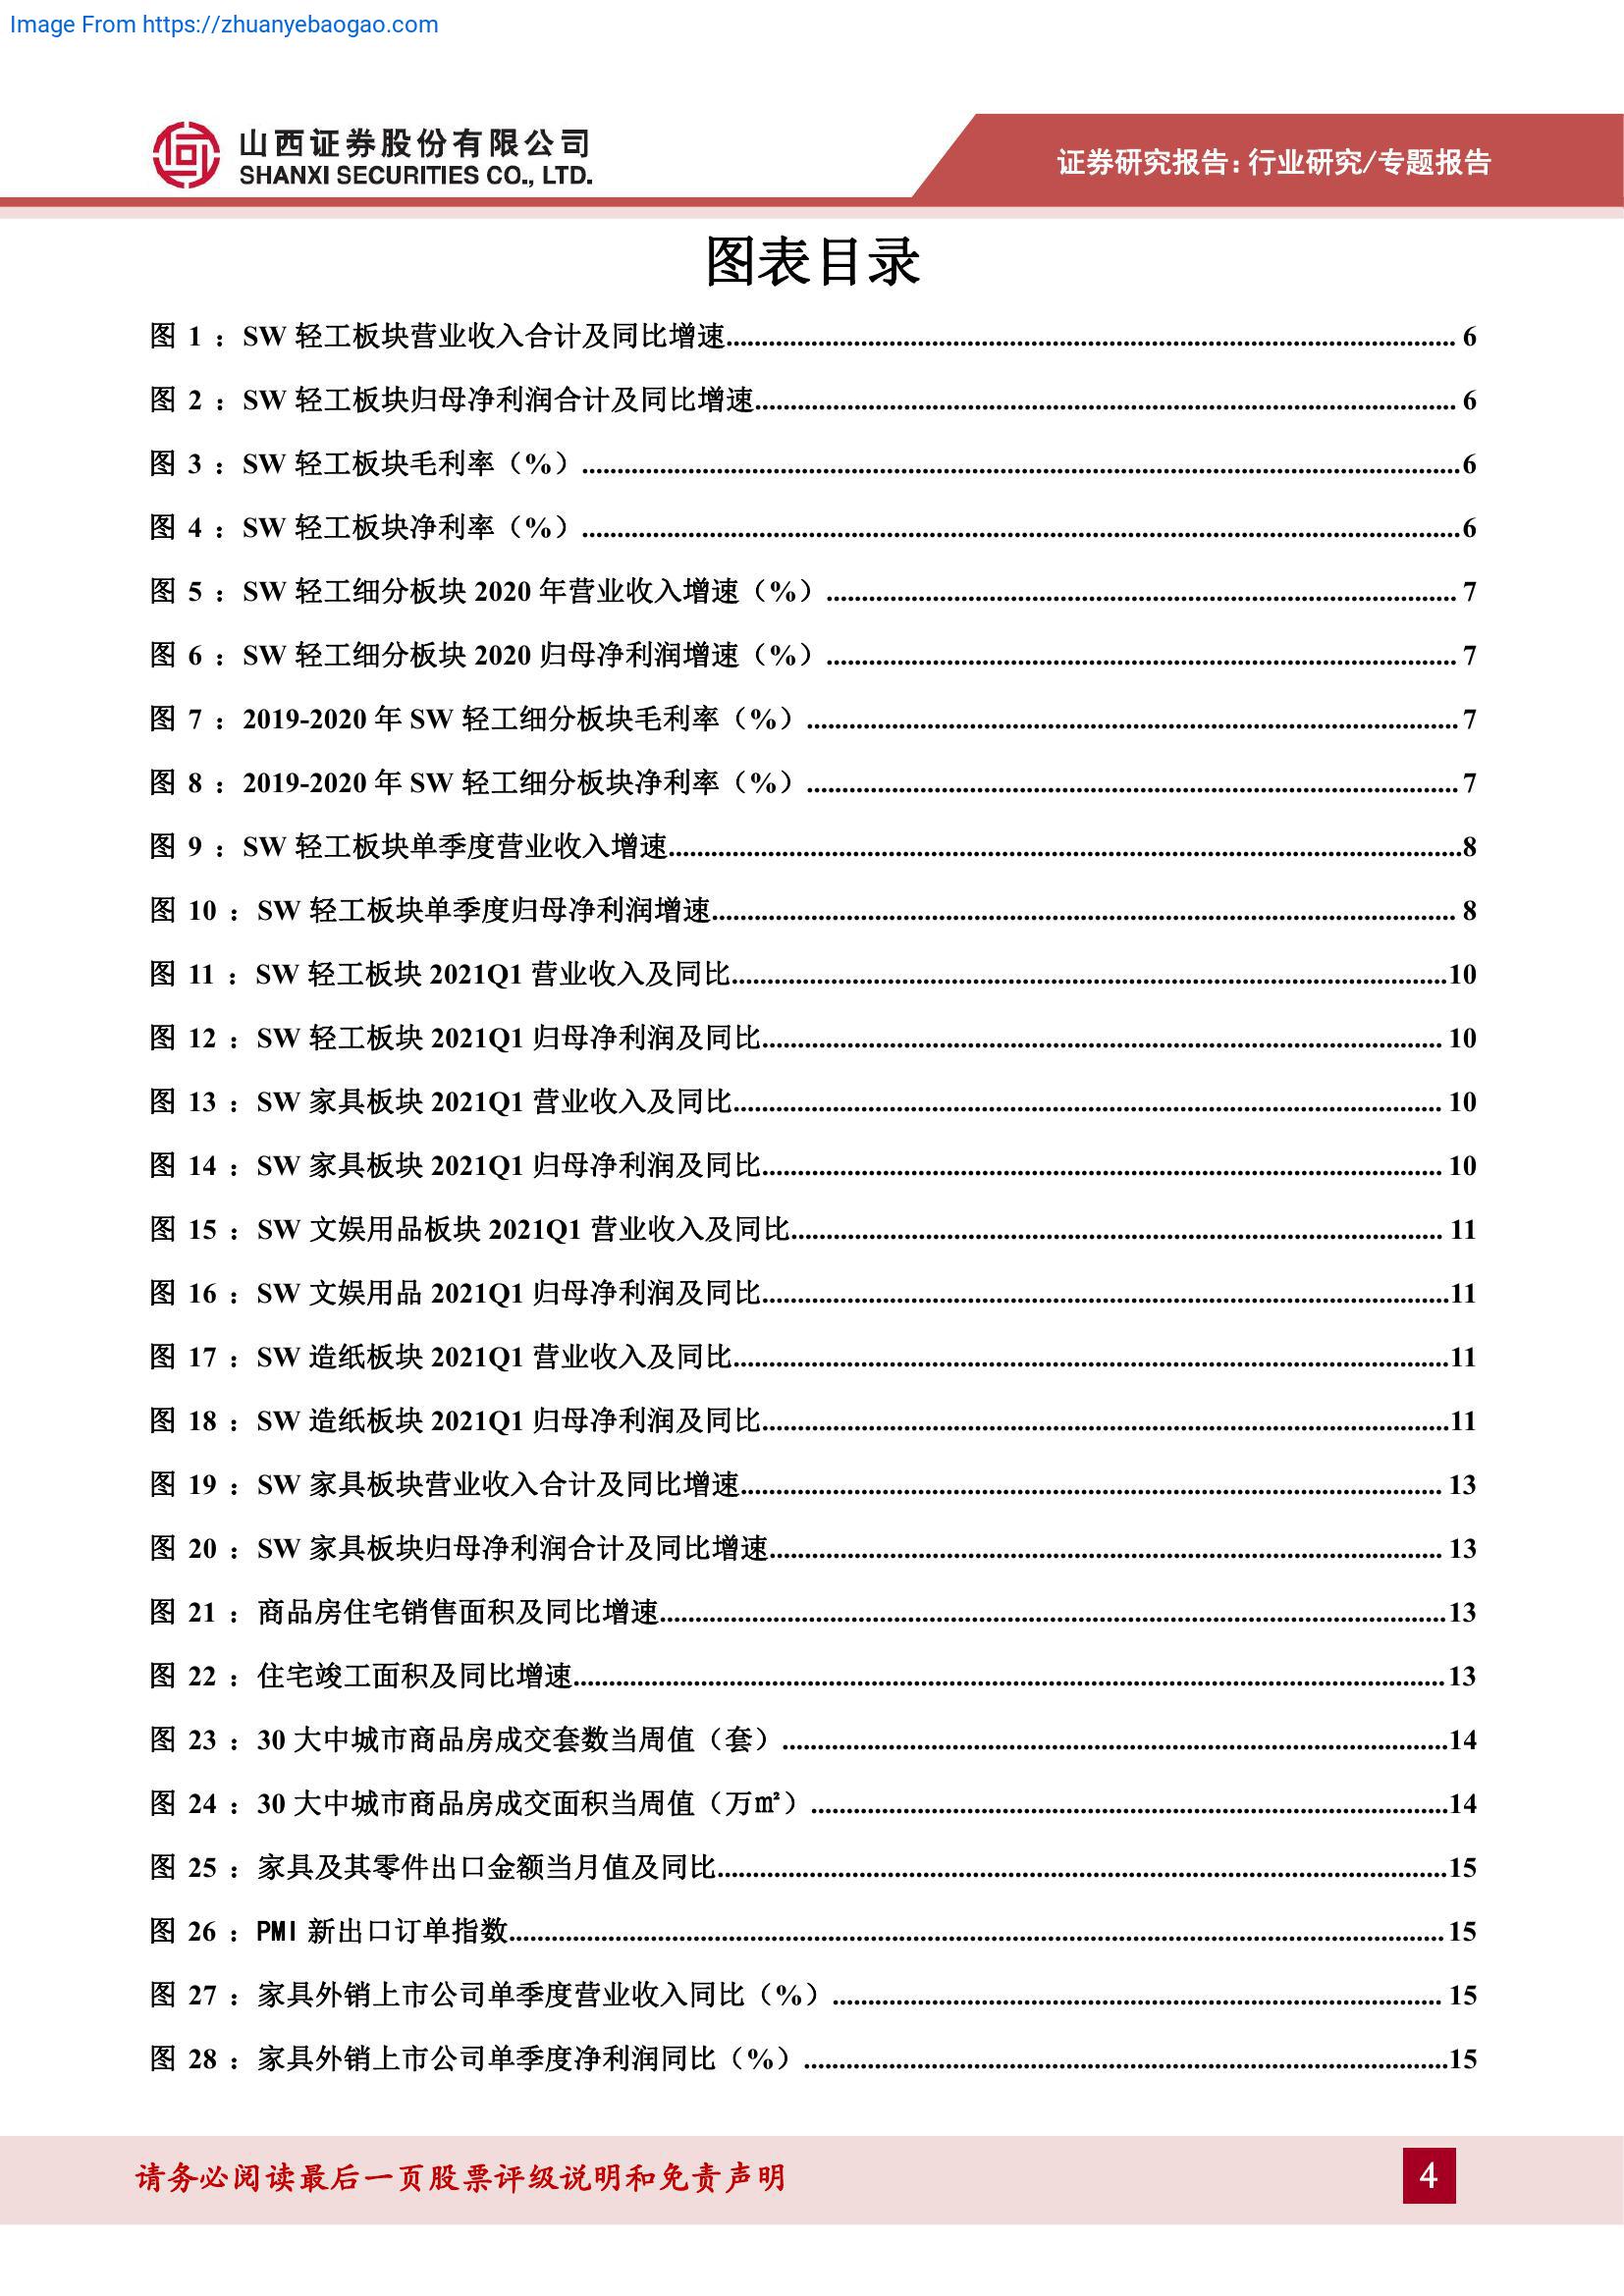 Image From https://zhuanyebaogao.com
山西证券股份有限公司
SHANXI SECURITIES CO., LTD.
证券研究报告：行业研究/专题报告
图表目录
图 1 ：SW 轻工板块营业收入合计及同比增速 6
图 2 ：SW 轻工板块归母净利润合计及同比增速 6
图 3 ：SW 轻工板块毛利率（%） 6
图 4 ：SW 轻工板块净利率（%） 6
图 5 ：SW 轻工细分板块 2020 年营业收入增速（%） 7
图 6 ：SW 轻工细分板块 2020 归母净利润增速（%） 7
图 7 ：2019-2020 年 SW 轻工细分板块毛利率（%） 7
图 8 ：2019-2020 年 SW 轻工细分板块净利率（%） 7
图 9 ：SW 轻工板块单季度营业收入增速 8
图 10 ：SW 轻工板块单季度归母净利润增速 8
图 11 ：SW 轻工板块 2021Q1 营业收入及同比 10
图 12 ：SW 轻工板块 2021Q1 归母净利润及同比 10
图 13 ：SW 家具板块 2021Q1 营业收入及同比 10
图 14 ：SW 家具板块 2021Q1 归母净利润及同比 10
图 15 ：SW 文娱用品板块 2021Q1 营业收入及同比 11
图 16 ：SW 文娱用品 2021Q1 归母净利润及同比 11
图 17 ：SW 造纸板块 2021Q1 营业收入及同比 11
图 18 ：SW 造纸板块 2021Q1 归母净利润及同比 11
图 19 ：SW 家具板块营业收入合计及同比增速 13
图 20 ：SW 家具板块归母净利润合计及同比增速 13
图 21 ：商品房住宅销售面积及同比增速 13
图 22 ：住宅竣工面积及同比增速 13
图 23 ：30 大中城市商品房成交套数当周值（套） 14
图 24 ：30 大中城市商品房成交面积当周值（万㎡） 14
图 25 ：家具及其零件出口金额当月值及同比 15
图 26 ：PMI 新出口订单指数 15
图 27 ：家具外销上市公司单季度营业收入同比（%） 15
图 28 ：家具外销上市公司单季度净利润同比（%） 15
请务必阅读最后一页股票评级说明和免责声明
4